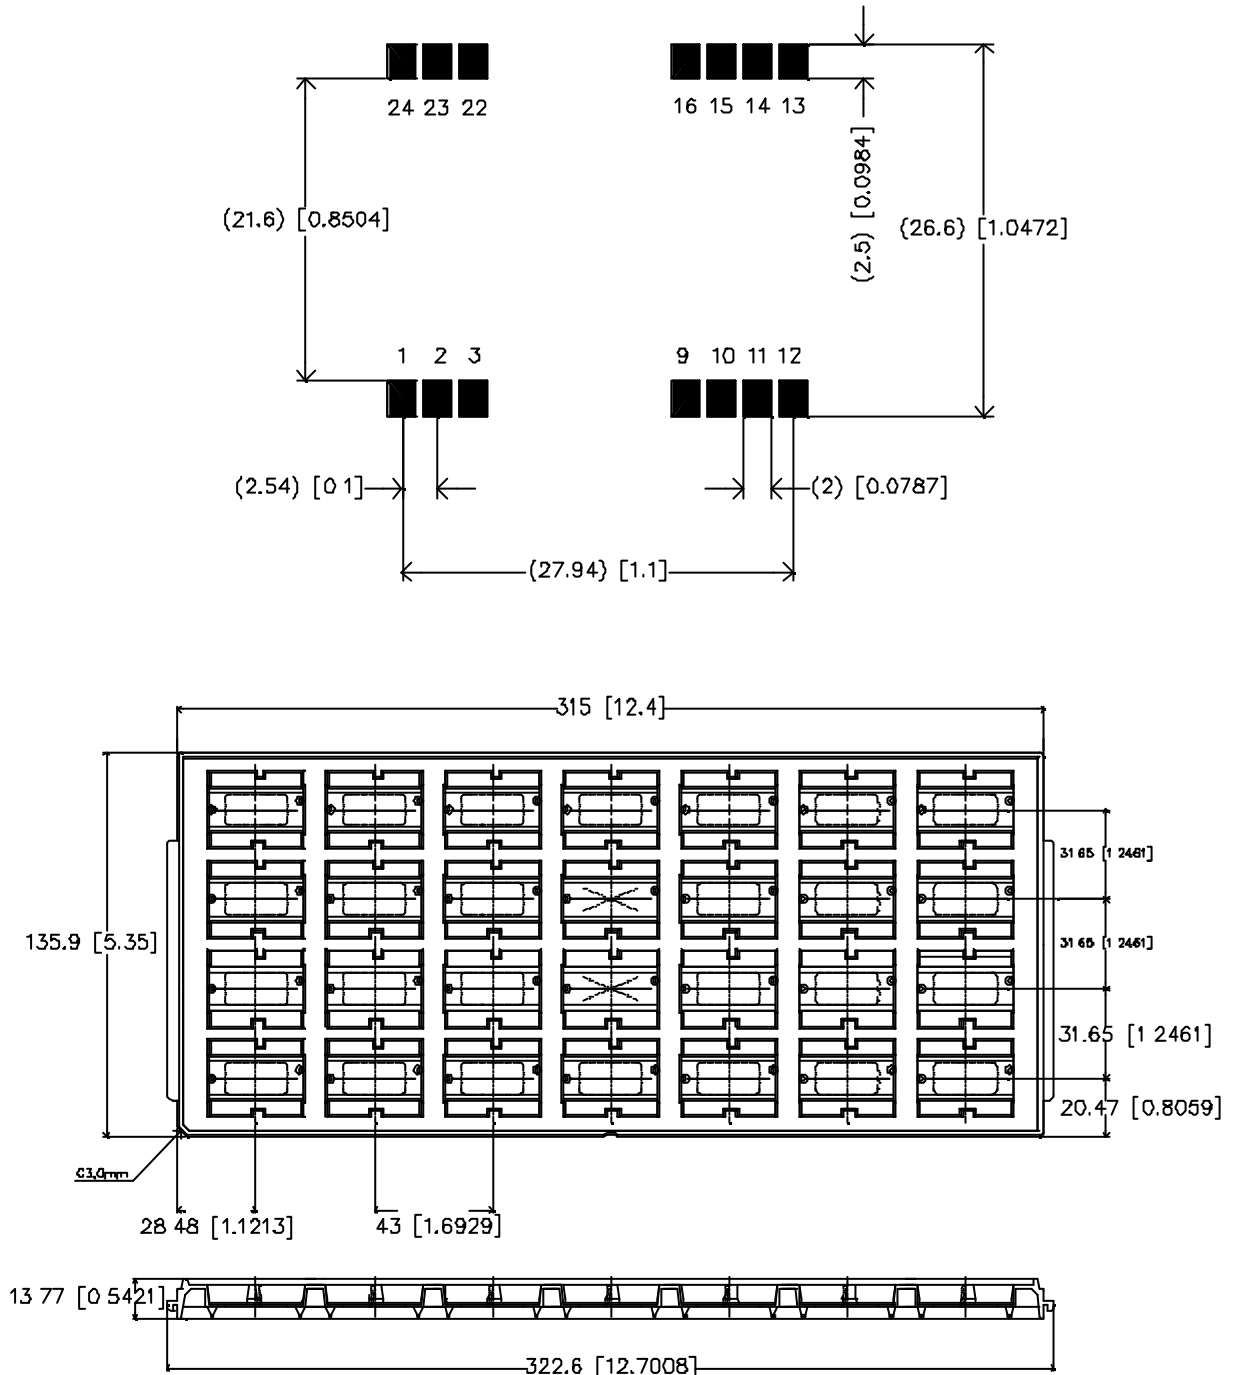 24 23 22 16 15 14 13
(2.5) [0.0984]
(21.6) [0.8504]
(26.6) [1.0472]
1 2 3 9 10 11 12
(2.54) [0 1]
(2) [0.0787]
(27.94) [1.1]
315 [12.4]
31 65 [1 2461]
135.9 [5.35]
31 65 [1 2461]
31.65 [1 2461]
20.47 [0.8059]
C3.0mm
28 48 [1.1213]
43 [1.6929]
13 77 [0 5421]
322.6 [12.7008]